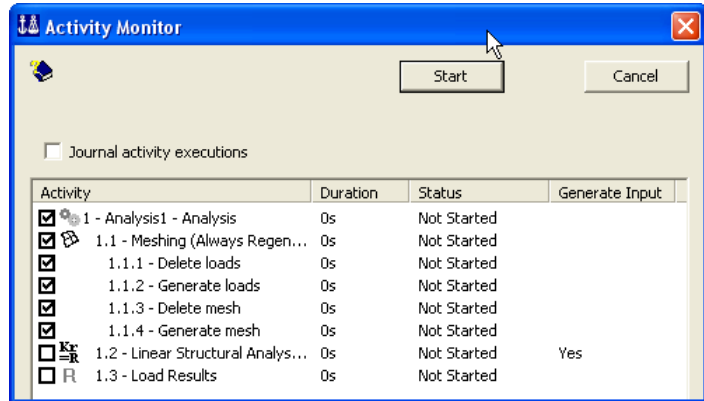 Activity Monitor
Start Cancel
Journal activity executions
Activity Duration Status Generate Input
1 - Analysis1 - Analysis 0s Not Started
1.1 - Meshing (Always Regen... 0s Not Started
1.1.1 - Delete loads 0s Not Started
1.1.2 - Generate loads 0s Not Started
1.1.3 - Delete mesh 0s Not Started
1.1.4 - Generate mesh 0s Not Started
Kr
=R 1.2 - Linear Structural Analys... 0s Not Started Yes
R 1.3 - Load Results 0s Not Started